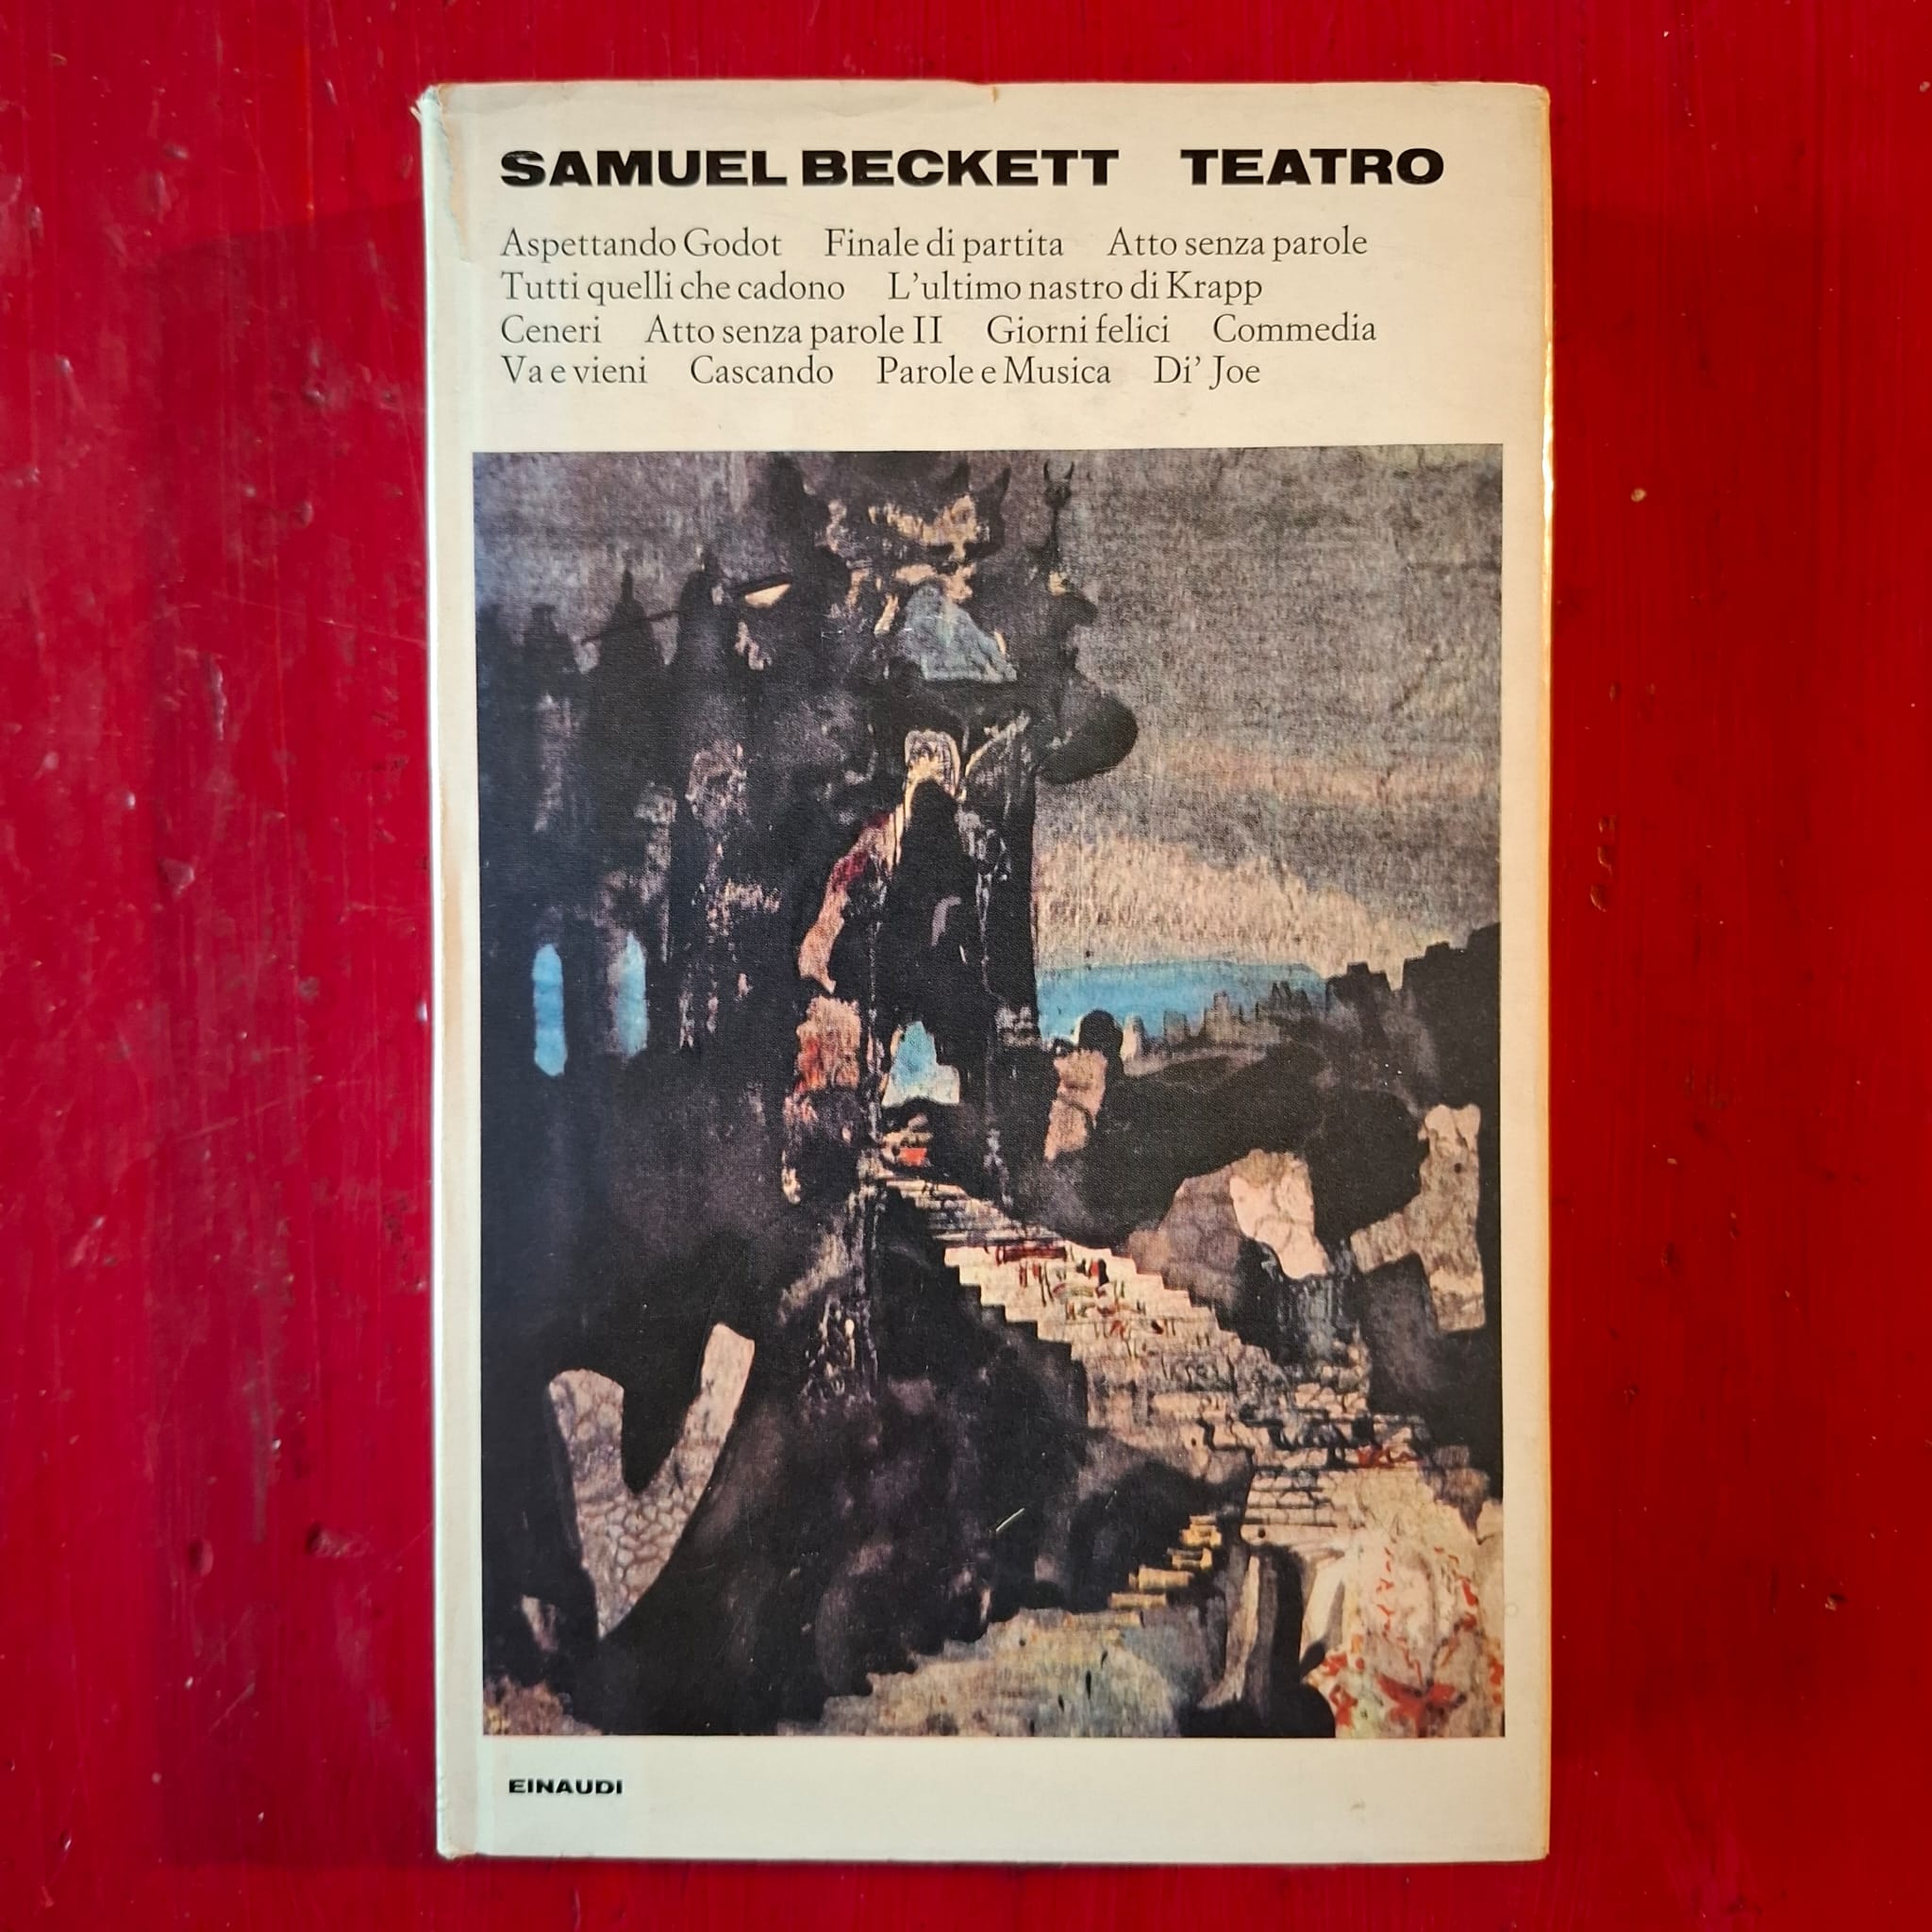 SAMUEL BECKETT TEATRO
Aspettando Godot Finale di partita Atto senza parole
Tutti quelli che cadono L'ultimo nastro di Krapp
Ceneri Atto senza parole II Giorni felici Commedia
Va e vieni Cascando Parole e Musica Di' Joe
EINAUDI